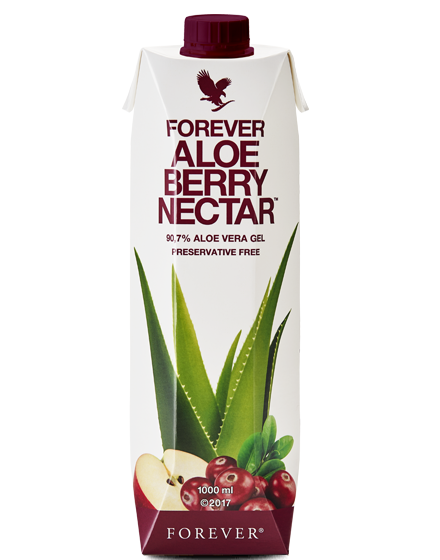 FOREVER
ALOE
BERRY
NECTAR™
90,7% ALOE VERA GEL
PRESERVATIVE FREE
1000 ml
©2017
FOREVER®